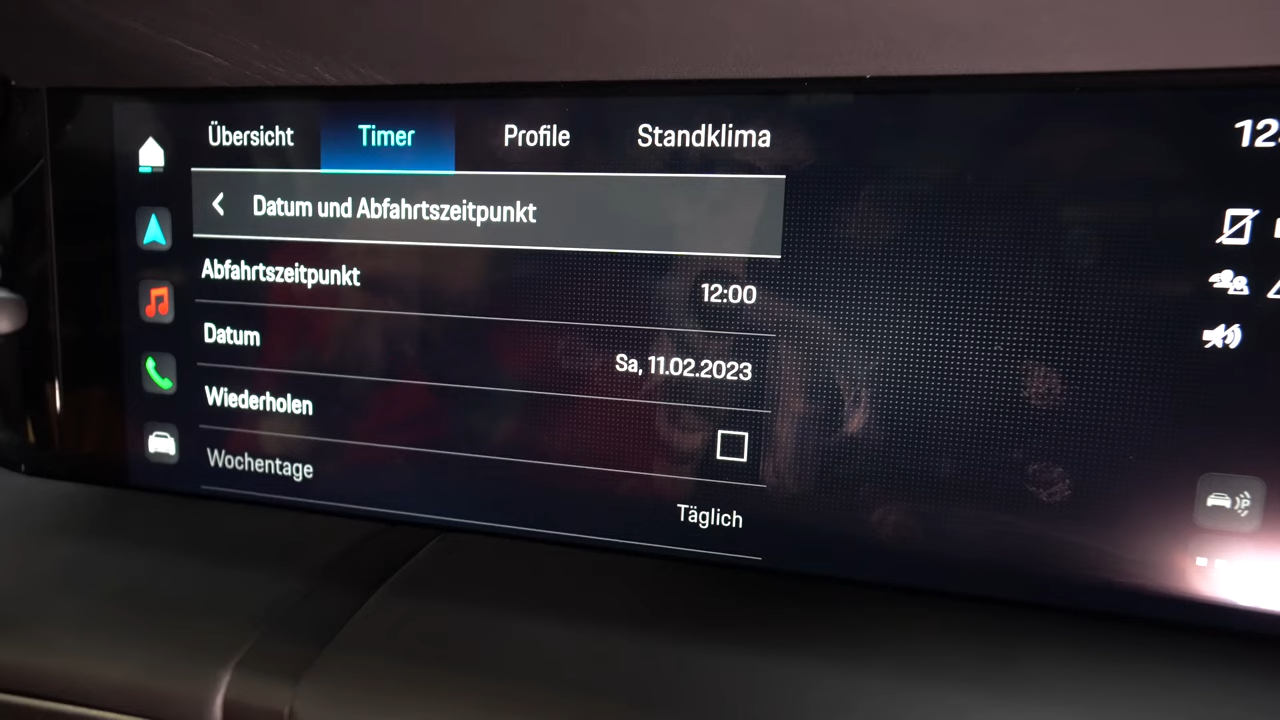 Übersicht Timer Profile Standklima
Datum und Abfahrtszeitpunkt
Abfahrtszeitpunkt 12:00
Datum Sa, 11.02.2023
Wiederholen
Wochentage Täglich